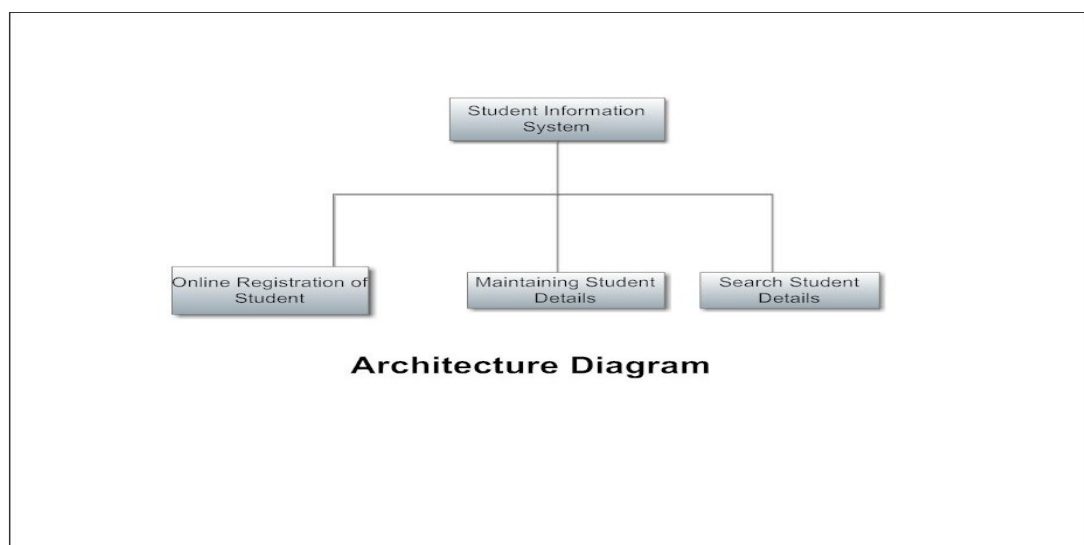 Student Information
System
Online Registration of
Student
Maintaining Student
Details
Search Student
Details
Architecture Diagram